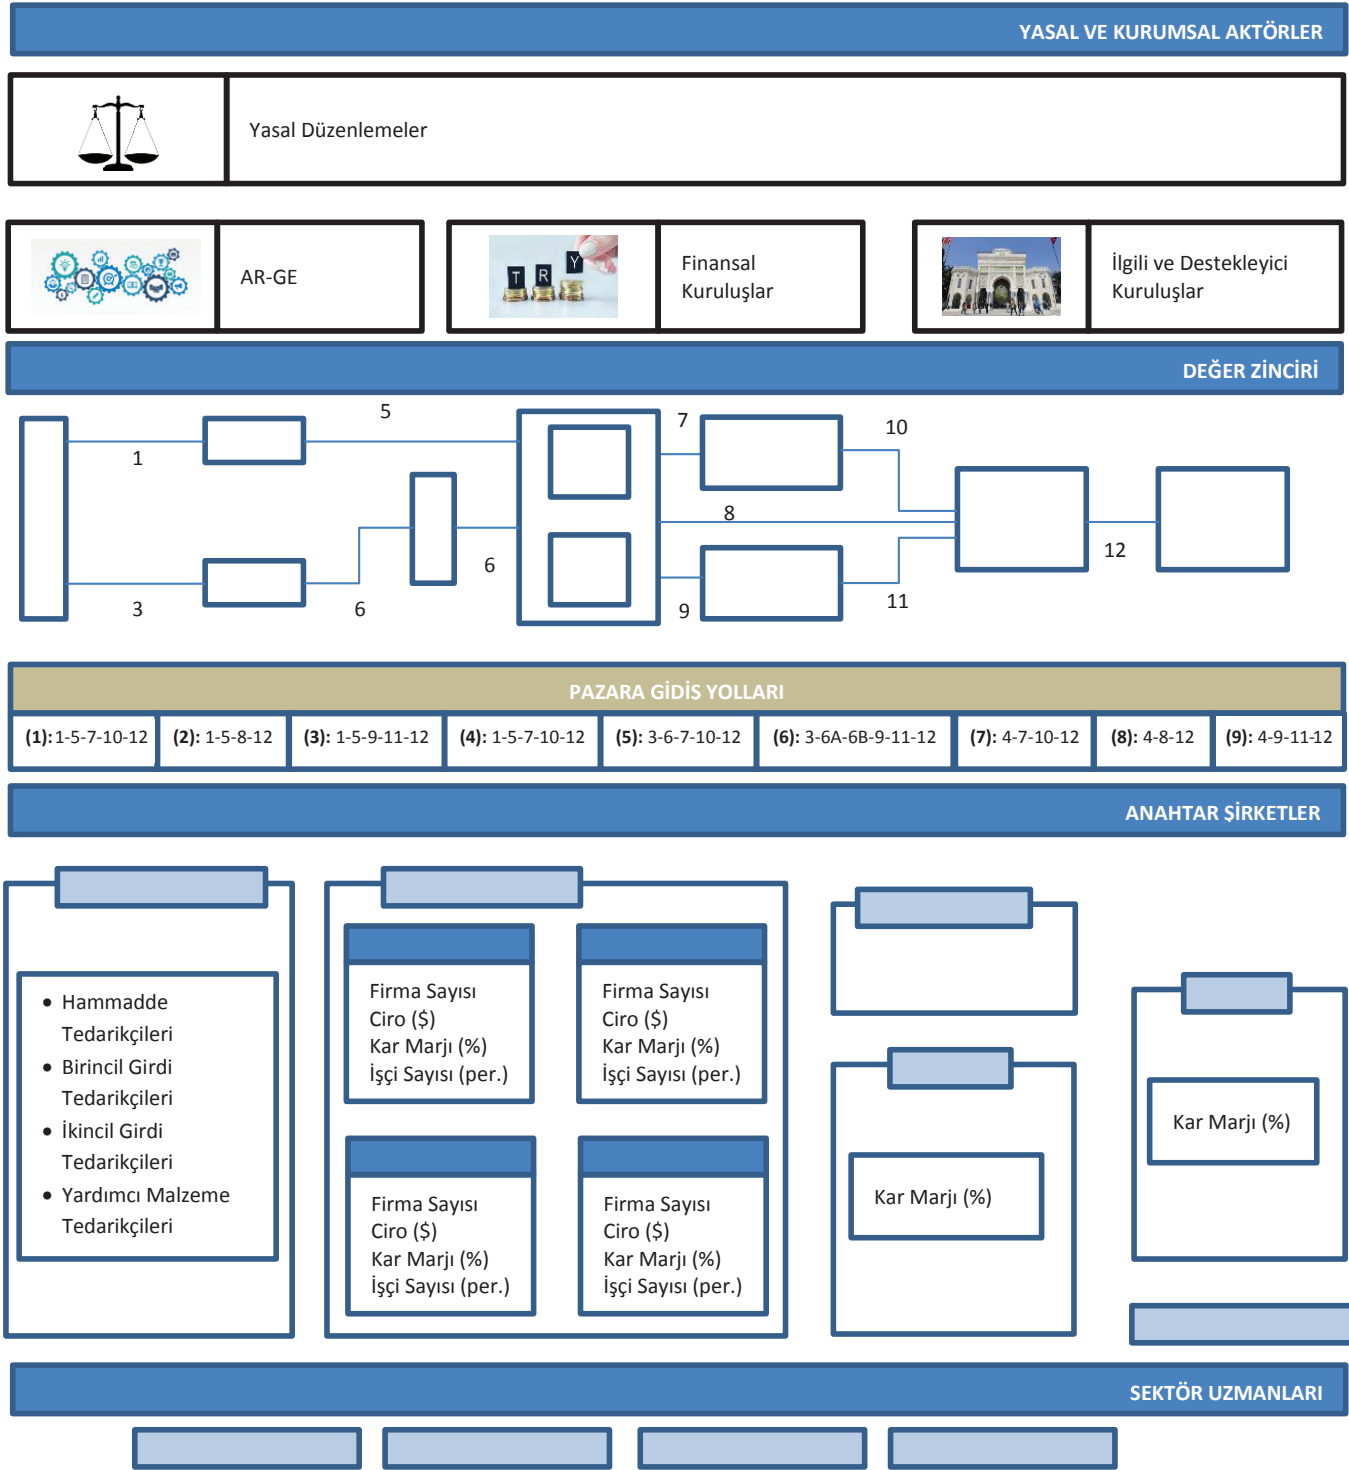 YASAL VE KURUMSAL AKTÖRLER
Yasal Düzenlemeler
AR-GE
T R Y
Finansal
Kuruluşlar
İlgili ve Destekleyici
Kuruluşlar
DEĞER ZİNCİRİ
5
7
10
1
8
12
6
3
6
9
11
PAZARA GİDİS YOLLARI
(1): 1-5-7-10-12
(2): 1-5-8-12
(3): 1-5-9-11-12
(4): 1-5-7-10-12
(5): 3-6-7-10-12
(6): 3-6A-6B-9-11-12
(7): 4-7-10-12
(8): 4-8-12
(9): 4-9-11-12
ANAHTAR ŞİRKETLER
• Hammadde
Tedarikçileri
• Birincil Girdi
Tedarikçileri
• İkincil Girdi
Tedarikçileri
• Yardımcı Malzeme
Tedarikçileri
Firma Sayısı
Ciro ($)
Kar Marjı (%)
İşçi Sayısı (per.)
Firma Sayısı
Ciro ($)
Kar Marjı (%)
İşçi Sayısı (per.)
Firma Sayısı
Ciro ($)
Kar Marjı (%)
İşçi Sayısı (per.)
Firma Sayısı
Ciro ($)
Kar Marjı (%)
İşçi Sayısı (per.)
Kar Marjı (%)
Kar Marjı (%)
SEKTÖR UZMANLARI